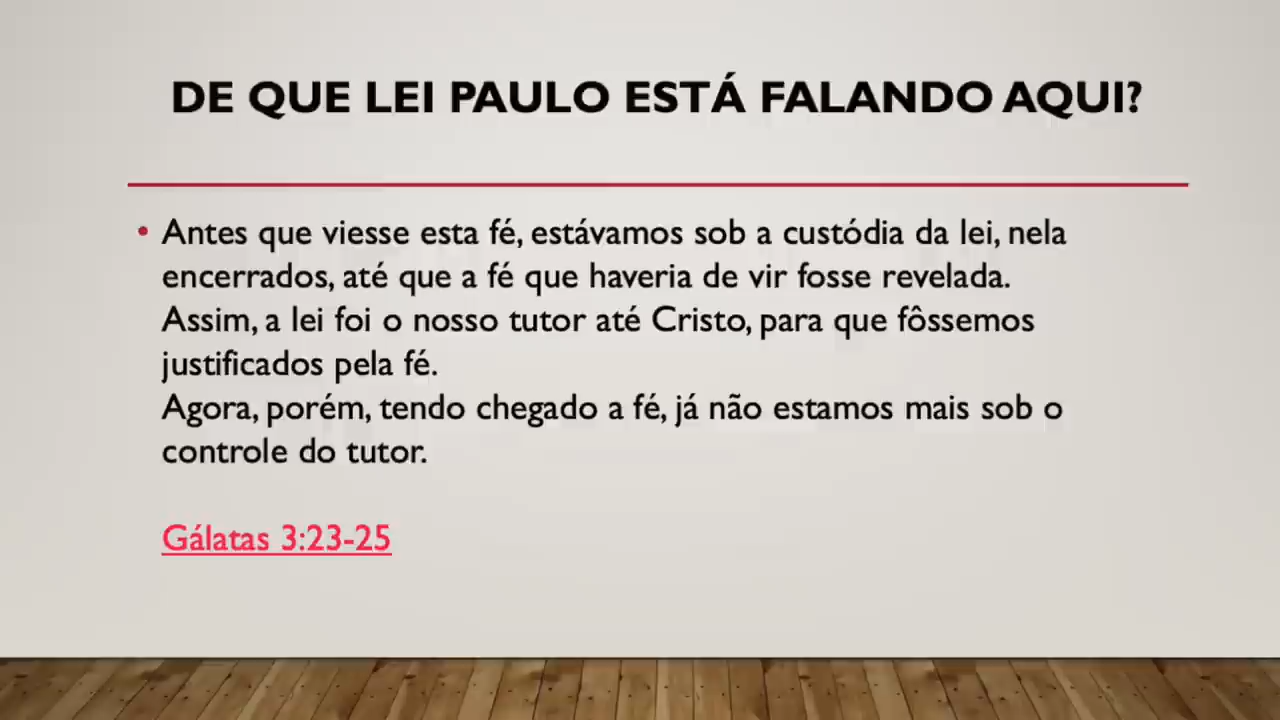 DE QUE LEI PAULO ESTÁ FALANDO AQUI?
• Antes que viesse esta fé, estávamos sob a custódia da lei, nela
encerrados, até que a fé que haveria de vir fosse revelada.
Assim, a lei foi o nosso tutor até Cristo, para que fôssemos
justificados pela fé.
Agora, porém, tendo chegado a fé, já não estamos mais sob o
controle do tutor.
Gálatas 3:23-25